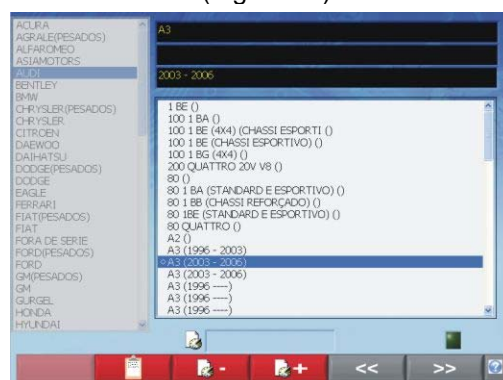 ACURA
AGRALE(PESADOS)
ALFAROMEO
ASIAMOTORS
AUDI
BENTLEY
BMW
CHRYSLER(PESADOS)
CHRYSLER
CITROEN
DAEWOO
DAIHATSU
DODGE(PESADOS)
DODGE
EAGLE
FERRARI
FIAT(PESADOS)
FIAT
FORA DE SERIE
FORD(PESADOS)
FORD
GM(PESADOS)
GM
GURGEL
HONDA
HYUNDAI
A3
2003 - 2006
1 BE ()
100 1 BA ()
100 1 BE (4X4) (CHASSI ESPORTI ()
100 1 BE (CHASSI ESPORTIVO) ()
100 1 BG (4X4) ()
200 QUATTRO 20V V8 ()
80 ()
80 1 BA (STANDARD E ESPORTIVO) ()
80 1 BB (CHASSI REFORÇADO) ()
80 1BE (STANDARD E ESPORTIVO) ()
80 QUATTRO ()
A2 ()
A3 (1996 - 2003)
A3 (2003 - 2006)
A3 (2003 - 2006)
A3 (1996 ----)
A3 (1996 ----)
A3 (1996 ----)
- + << >> ?